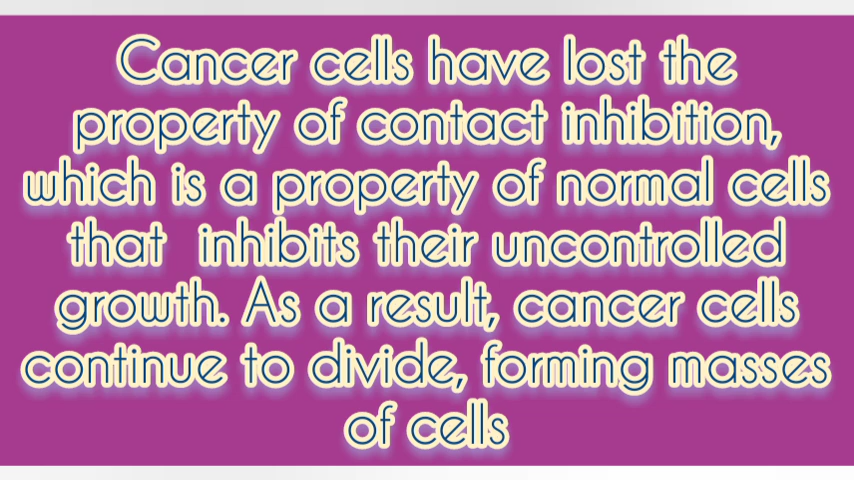 Cancer cells have lost the
property of contact inhibition,
which is a property of normal cells
that  inhibits their uncontrolled
growth. As a result, cancer cells
continue to divide, forming masses
of cells